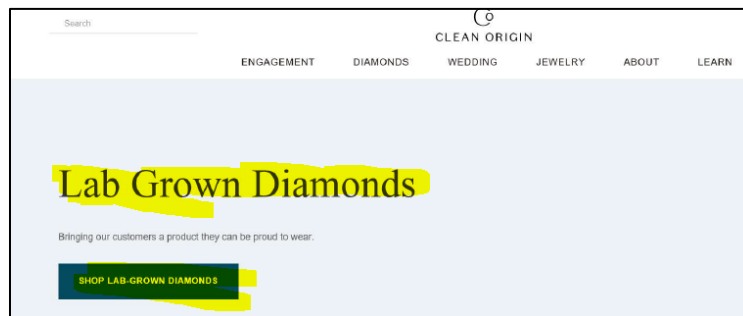 Search
CLEAN ORIGIN
ENGAGEMENT DIAMONDS WEDDING JEWELRY ABOUT LEARN
Lab Grown Diamonds
Bringing our customers a product they can be proud to wear.
SHOP LAB-GROWN DIAMONDS